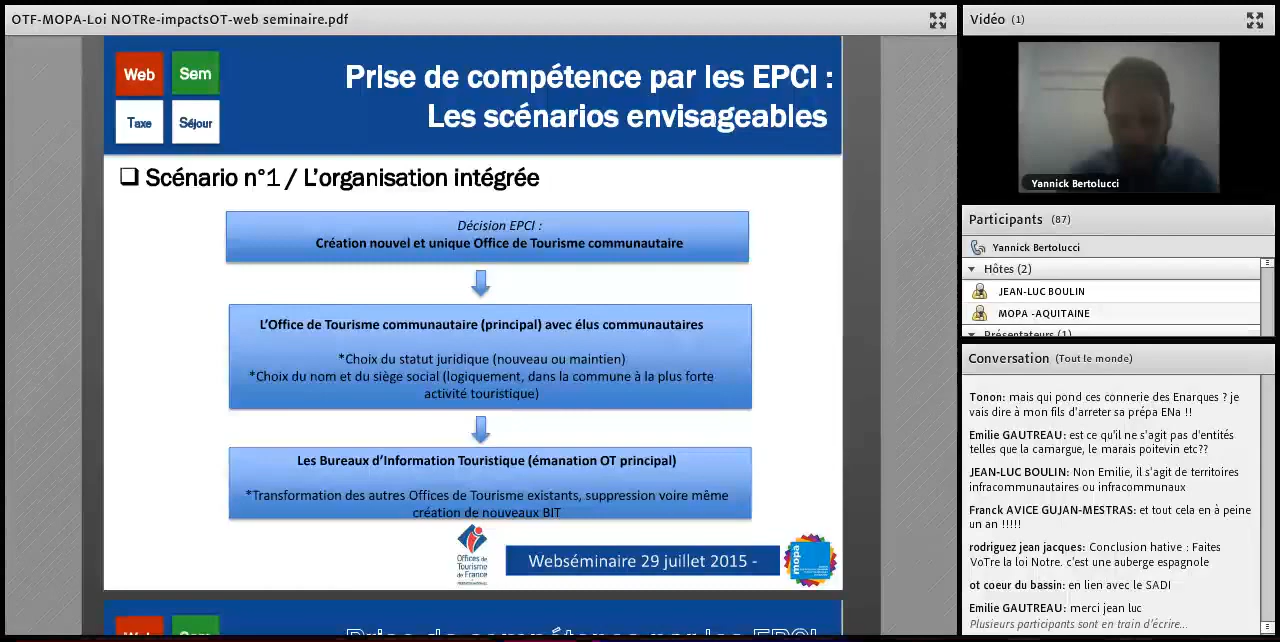 OTF-MOPA-Loi NOTRe-impactsOT-web seminaire.pdf
Web
Sem
Taxe
Séjour
Prise de compétence par les EPCI :
Les scénarios envisageables
Scénario n°1 / L'organisation intégrée
Décision EPCI :
Création nouvel et unique Office de Tourisme communautaire
L'Office de Tourisme communautaire (principal) avec élus communautaires
*Choix du statut juridique (nouveau ou maintien)
*Choix du nom et du siège social (logiquement, dans la commune à la plus forte
activité touristique)
Les Bureaux d'Information Touristique (émanation OT principal)
*Transformation des autres Offices de Tourisme existants, suppression voire même
création de nouveaux BIT
Offices de
Tourisme
de France
Webséminaire 29 juillet 2015 -
mopa
Web
Sem
Prise de compétence par les EPCI :
Vidéo (1)
Yannick Bertolucci
Participants (87)
Yannick Bertolucci
Hôtes (2)
JEAN-LUC BOULIN
MOPA -AQUITAINE
Présentateurs (1)
Conversation (Tout le monde)
Tonon: mais qui pond ces connerie des Enarques ? je
vais dire à mon fils d'arreter sa prépa ENa !!
Emilie GAUTREAU: est ce qu'il ne s'agit pas d'entités
telles que la camargue, le marais poitevin etc??
JEAN-LUC BOULIN: Non Emilie, il s'agit de territoires
infracommunautaires ou infracommunaux
Franck AVICE GUJAN-MESTRAS: et tout cela en à peine
un an !!!!!
rodriguez jean jacques: Conclusion hative : Faites
VoTre la loi Notre. c'est une auberge espagnole
ot coeur du bassin: en lien avec le SADI
Emilie GAUTREAU: merci jean luc
Plusieurs participants sont en train d'écrire...